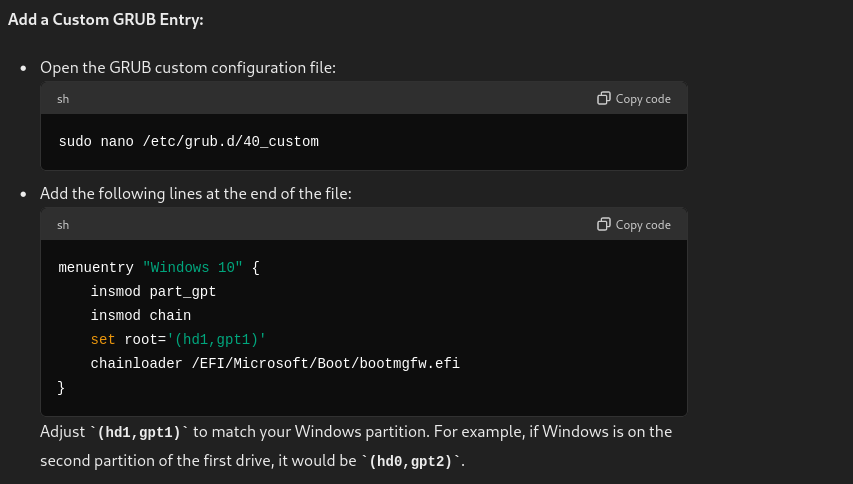 Add a Custom GRUB Entry:
• Open the GRUB custom configuration file:
sh Copy code
sudo nano /etc/grub.d/40_custom
• Add the following lines at the end of the file:
sh Copy code
menuentry "Windows 10" {
    insmod part_gpt
    insmod chain
    set root='(hd1,gpt1)'
    chainloader /EFI/Microsoft/Boot/bootmgfw.efi
}
Adjust `(hd1,gpt1)` to match your Windows partition. For example, if Windows is on the
second partition of the first drive, it would be `(hd0,gpt2)`.